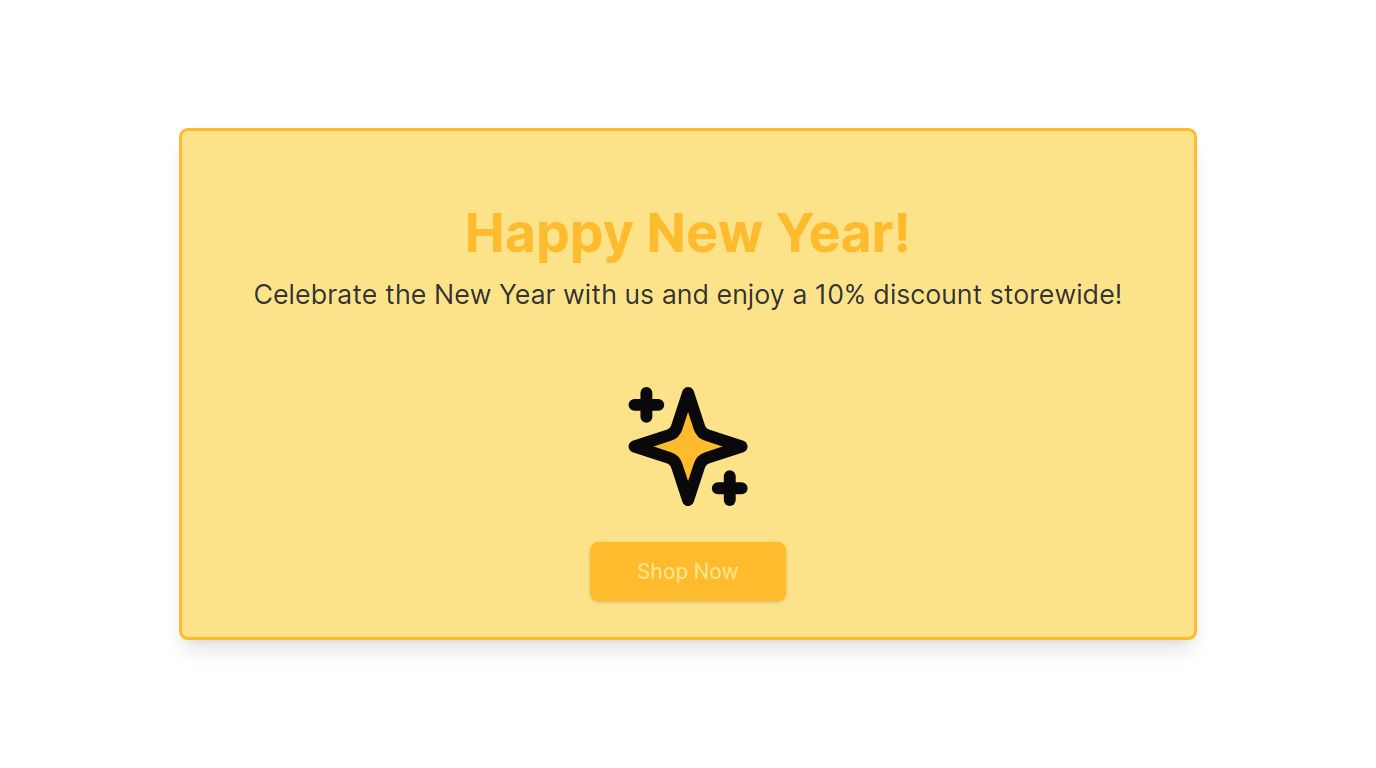 Happy New Year!
Celebrate the New Year with us and enjoy a 10% discount storewide!
Shop Now